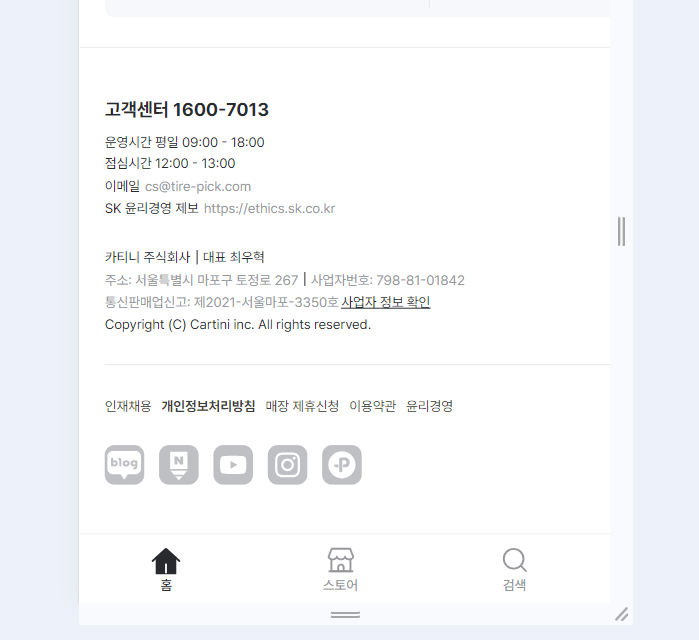 고객센터 1600-7013
운영시간 평일 09:00 - 18:00
점심시간 12:00 - 13:00
이메일 cs@tire-pick.com
SK 윤리경영 제보 https://ethics.sk.co.kr
카티니 주식회사 | 대표 최우혁
주소: 서울특별시 마포구 토정로 267 | 사업자번호: 798-81-01842
통신판매업신고: 제2021-서울마포-3350호 사업자 정보 확인
Copyright (C) Cartini inc. All rights reserved.
인재채용 개인정보처리방침 매장 제휴신청 이용약관 윤리경영
blog N P
홈 스토어 검색